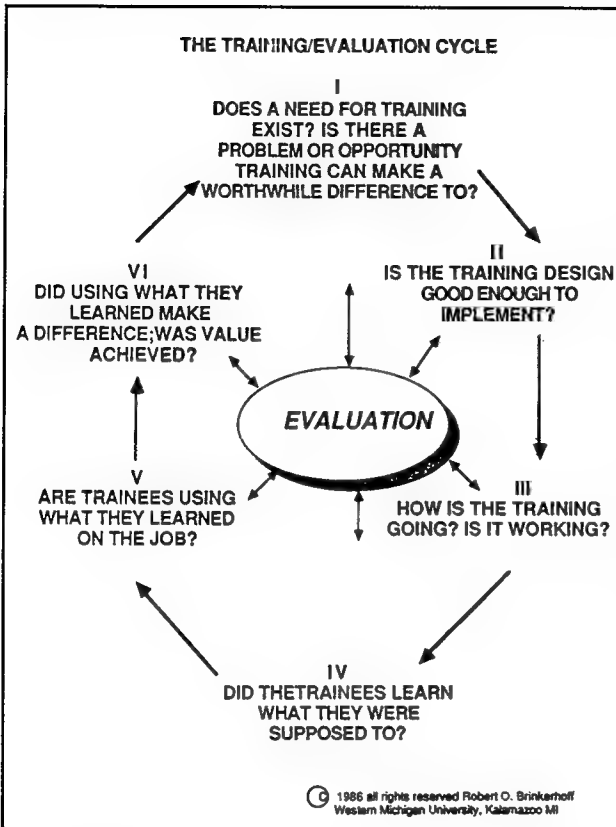 THE TRAINING/EVALUATION CYCLE
I
DOES A NEED FOR TRAINING
EXIST? IS THERE A
PROBLEM OR OPPORTUNITY
TRAINING CAN MAKE A
WORTHWHILE DIFFERENCE TO?
II
IS THE TRAINING DESIGN
GOOD ENOUGH TO
IMPLEMENT?
III
HOW IS THE TRAINING
GOING? IS IT WORKING?
IV
DID THETRAINEES LEARN
WHAT THEY WERE
SUPPOSED TO?
V
ARE TRAINEES USING
WHAT THEY LEARNED
ON THE JOB?
VI
DID USING WHAT THEY
LEARNED MAKE
A DIFFERENCE;WAS VALUE
ACHIEVED?
EVALUATION
© 1986 all rights reserved Robert O. Brinkerhoff
Western Michigan University, Kalamazoo MI